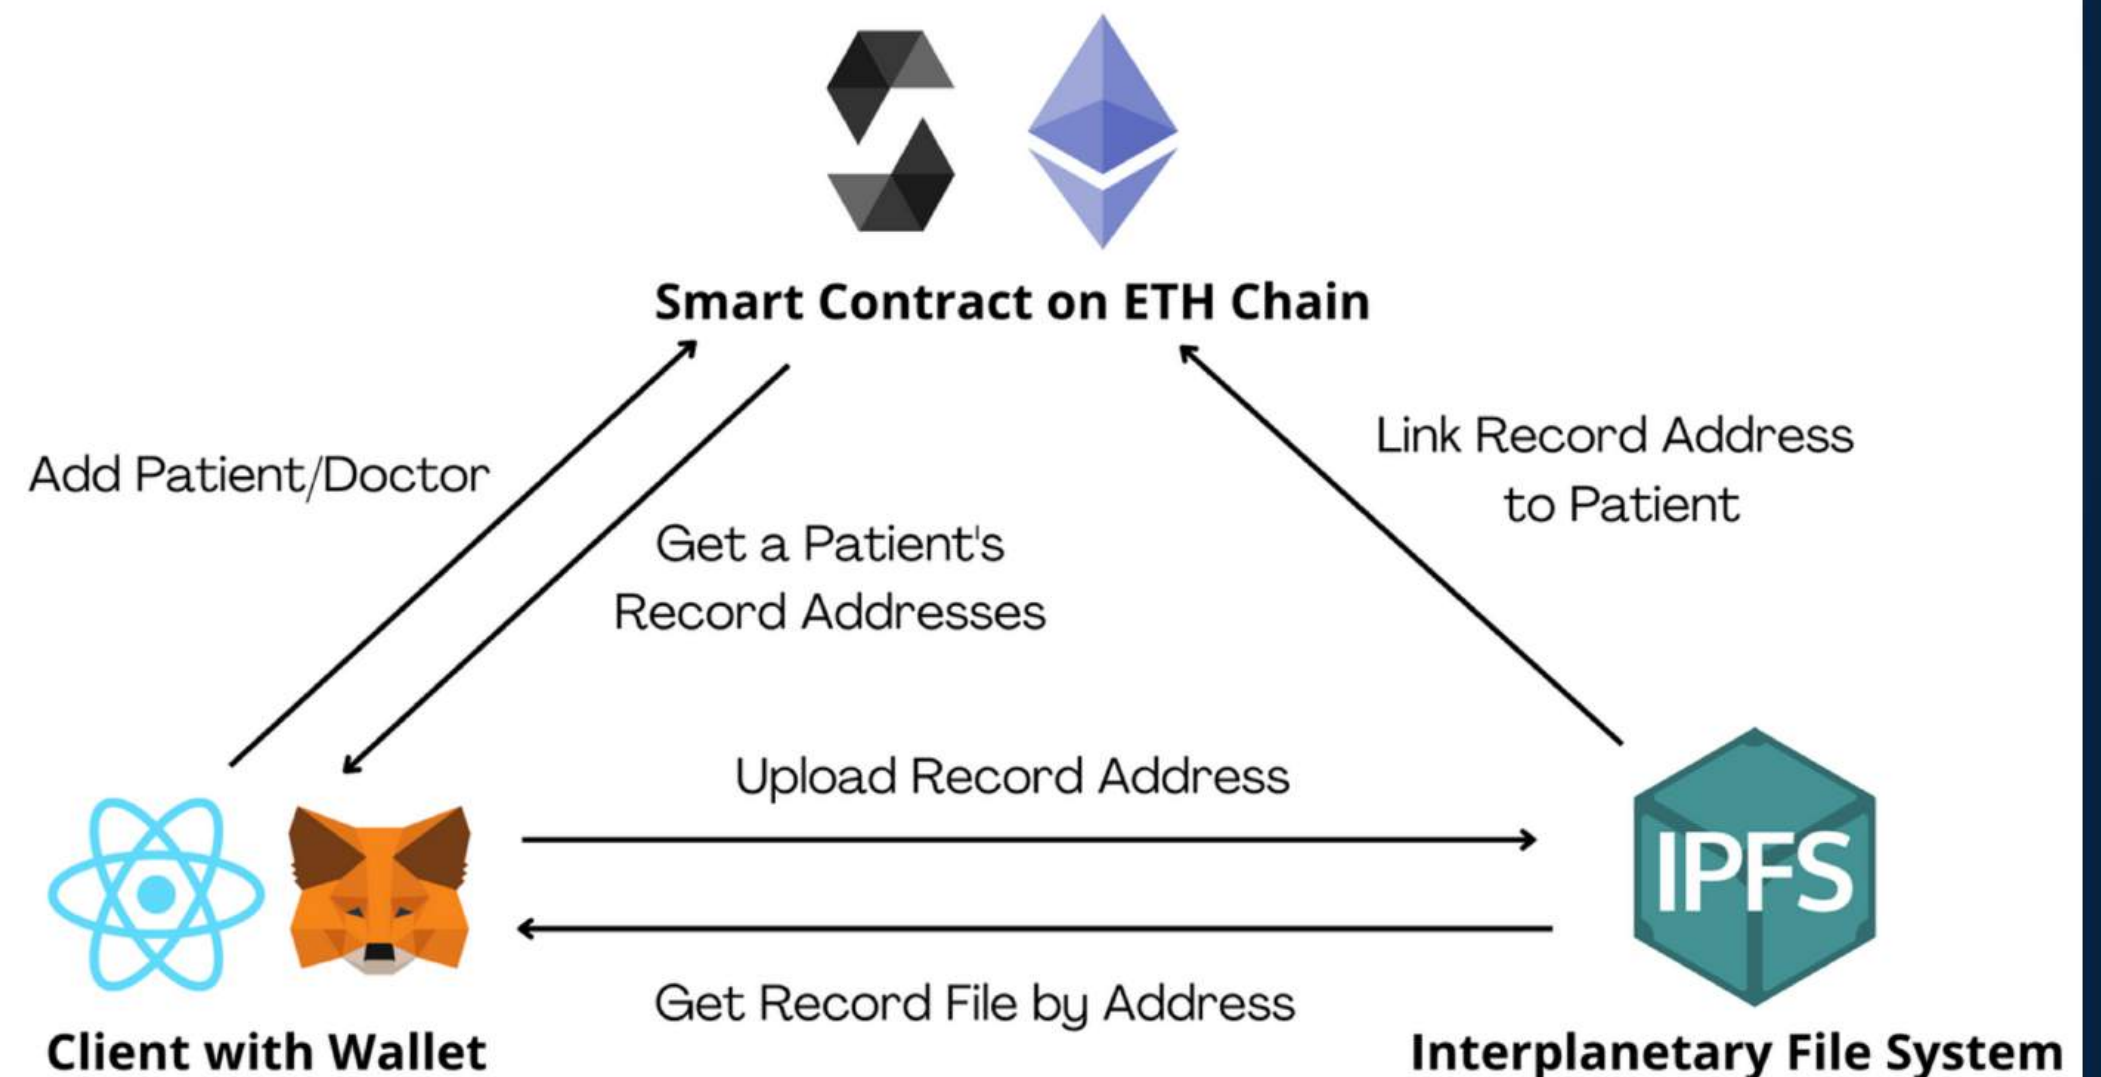 Smart Contract on ETH Chain
Add Patient/Doctor
Get a Patient's
Record Addresses
Link Record Address
to Patient
Upload Record Address
IPFS
Get Record File by Address
Client with Wallet
Interplanetary File System